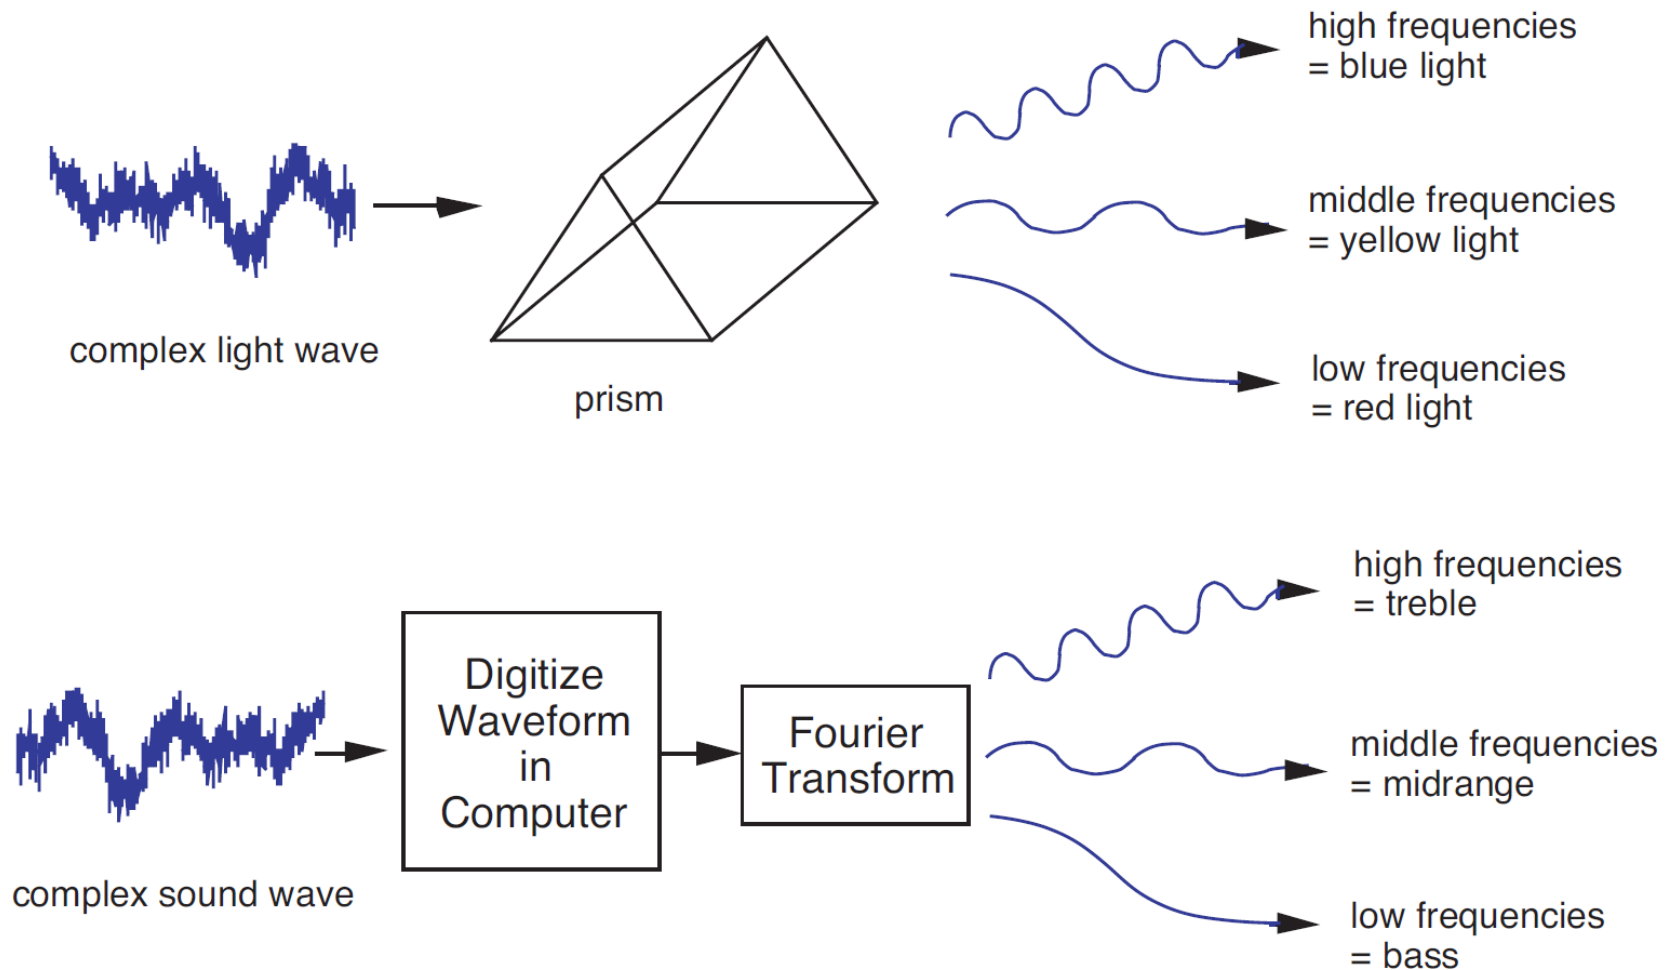 high frequencies
= blue light
middle frequencies
= yellow light
complex light wave
low frequencies
= red light
prism
high frequencies
= treble
Digitize
Waveform
in
Computer
Fourier
Transform
middle frequencies
= midrange
complex sound wave
low frequencies
= bass